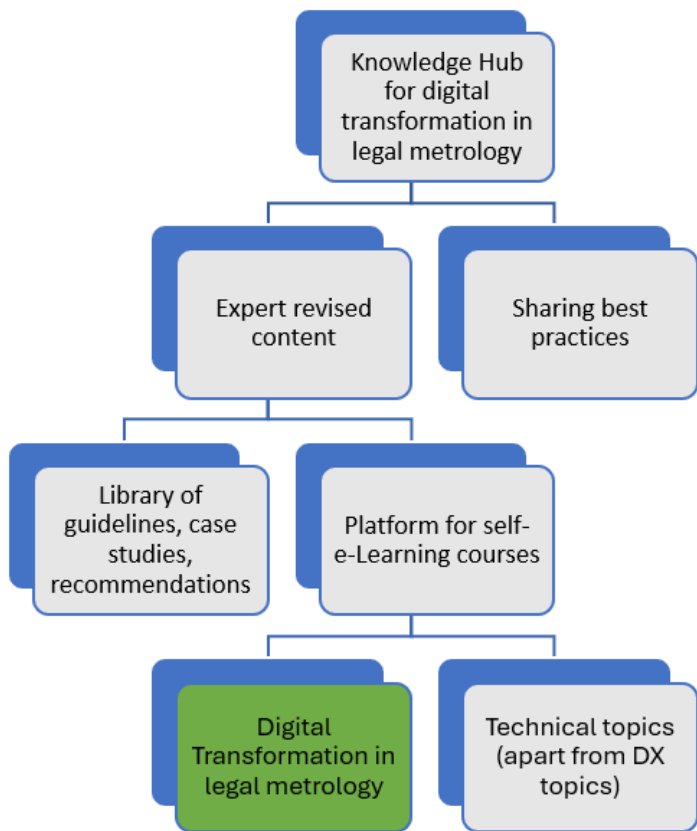 Knowledge Hub
for digital
transformation in
legal metrology
Expert revised
content
Sharing best
practices
Library of
guidelines, case
studies,
recommendations
Platform for self-
e-Learning courses
Digital
Transformation in
legal metrology
Technical topics
(apart from DX
topics)